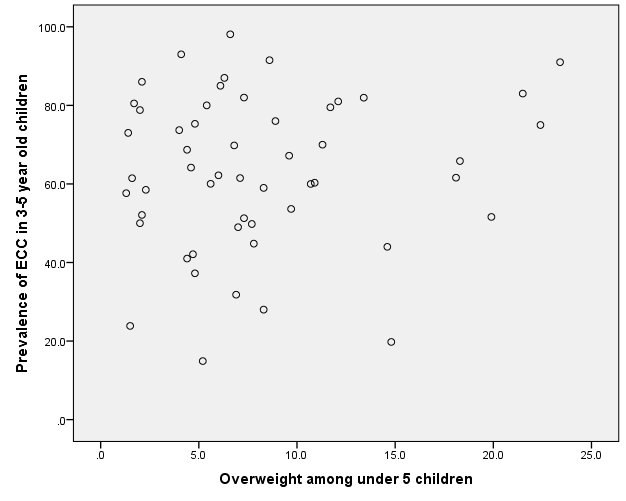 100.0
80.0
60.0
40.0
20.0
.0
Prevalence of ECC in 3-5 year old children
.0 5.0 10.0 15.0 20.0 25.0
Overweight among under 5 children